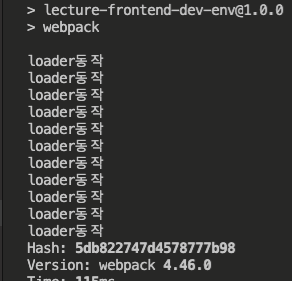 > lecture-frontend-dev-env@1.0.0
> webpack
loader동작
loader동작
loader동작
loader동작
loader동작
loader동작
loader동작
loader동작
loader동작
loader동작
loader동작
Hash: 5db822747d4578777b98
Version: webpack 4.46.0
Time: 115ms